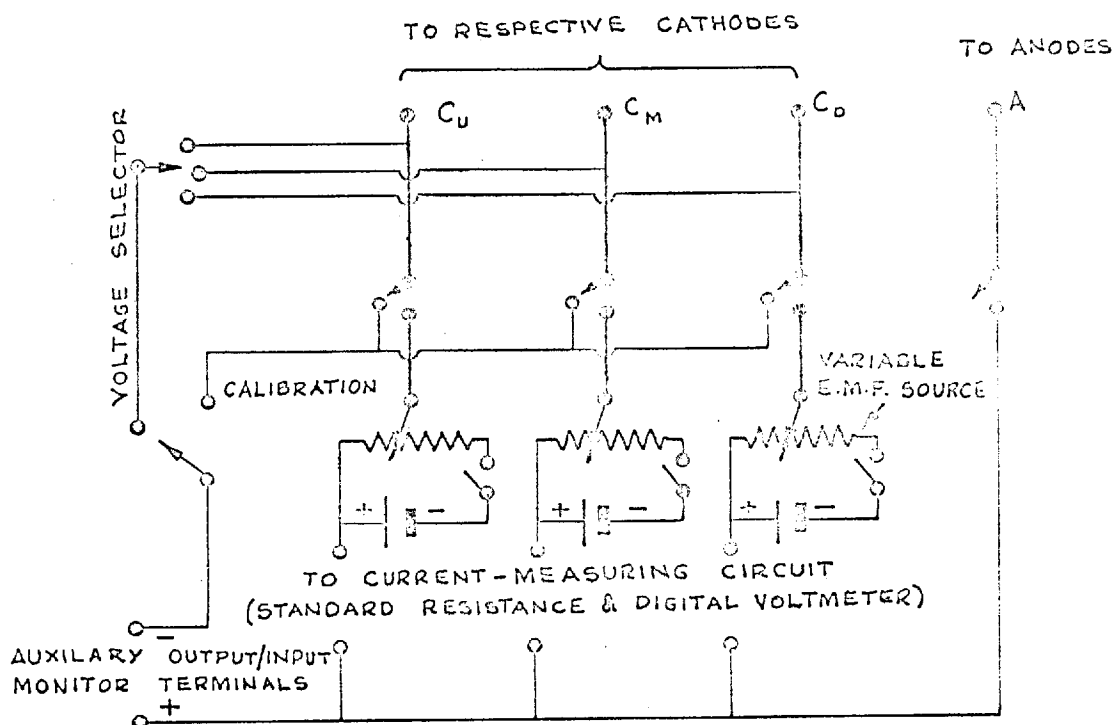 TO RESPECTIVE CATHODES
TO ANODES
C_U
C_M
C_D
A
VOLTAGE SELECTOR
CALIBRATION
VARIABLE
E.M.F. SOURCE
+ -
+ -
+ -
TO CURRENT-MEASURING CIRCUIT
(STANDARD RESISTANCE & DIGITAL VOLTMETER)
-
AUXILARY OUTPUT/INPUT
MONITOR TERMINALS
+